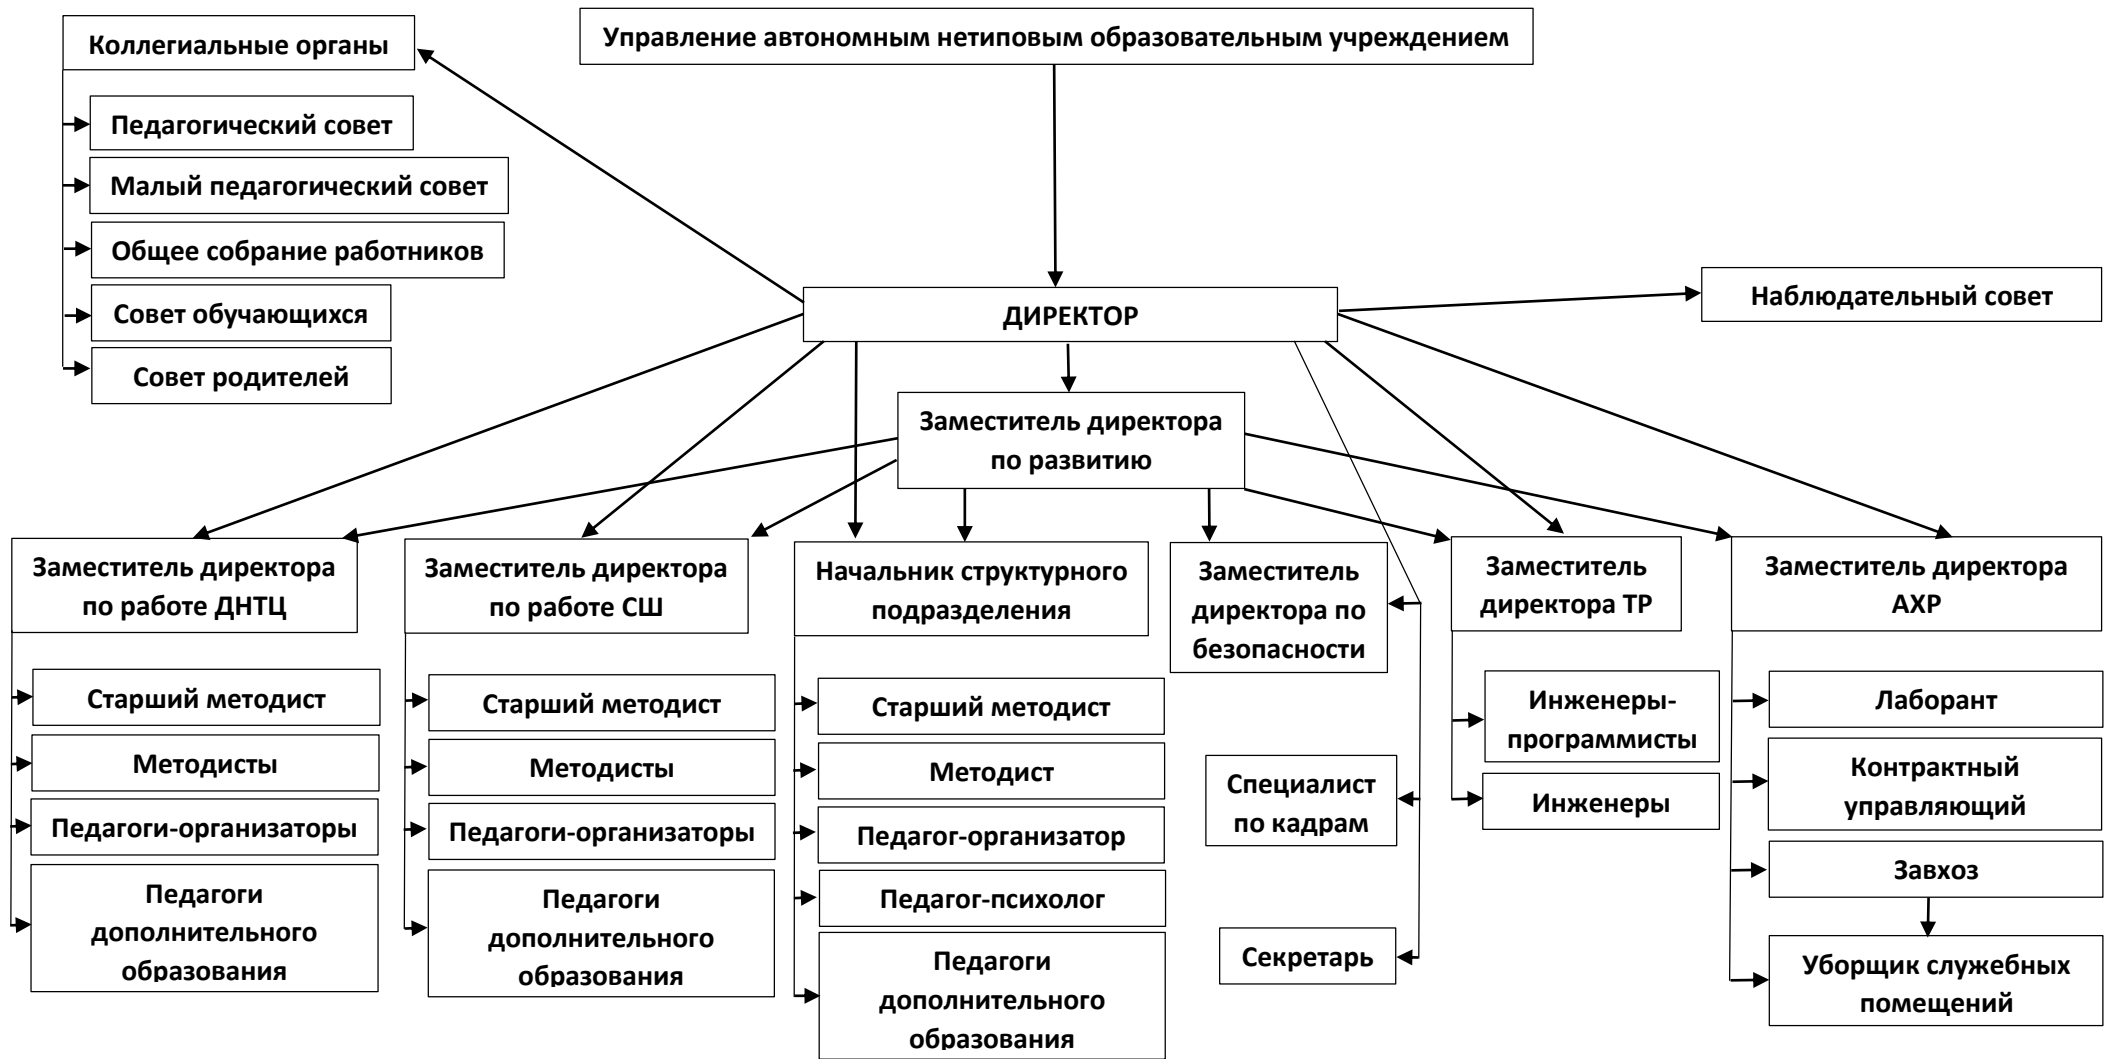 Управление автономным нетиповым образовательным учреждением
Коллегиальные органы
Педагогический совет
Малый педагогический совет
Общее собрание работников
Совет обучающихся
Совет родителей
ДИРЕКТОР
Наблюдательный совет
Заместитель директора
по развитию
Заместитель директора
по работе ДНТЦ
Старший методист
Методисты
Педагоги-организаторы
Педагоги
дополнительного
образования
Заместитель директора
по работе СШ
Старший методист
Методисты
Педагоги-организаторы
Педагоги
дополнительного
образования
Начальник структурного
подразделения
Старший методист
Методист
Педагог-организатор
Педагог-психолог
Педагоги
дополнительного
образования
Заместитель
директора по
безопасности
Специалист
по кадрам
Секретарь
Заместитель
директора ТР
Инженеры-
программисты
Инженеры
Заместитель директора
АХР
Лаборант
Контрактный
управляющий
Завхоз
Уборщик служебных
помещений